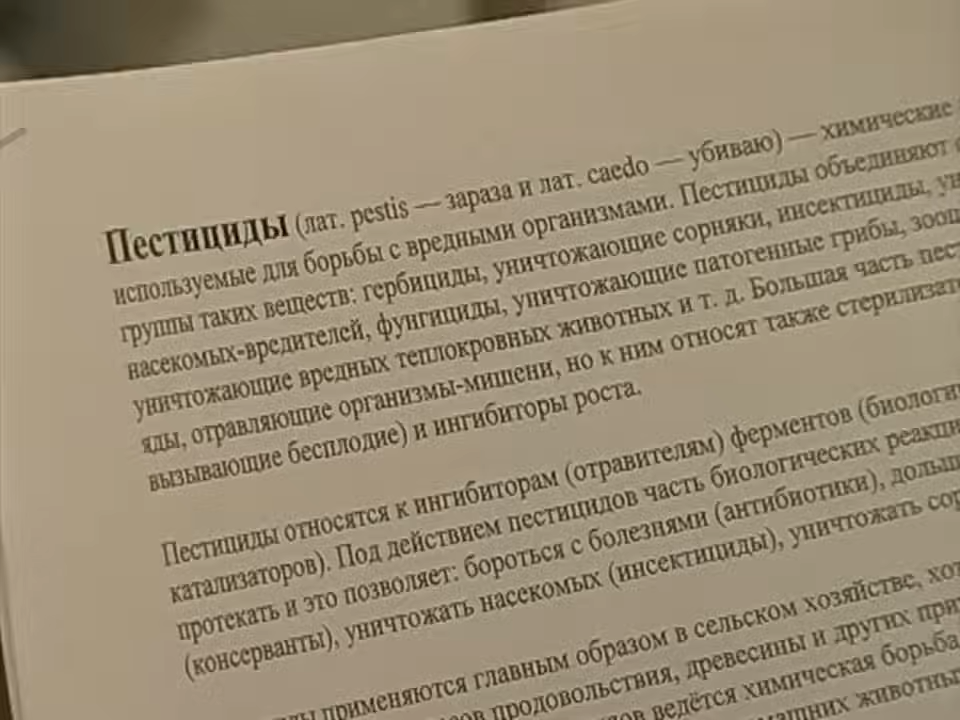 Пестициды (лат. pestis — зараза и лат. caedo — убиваю) — химические
используемые для борьбы с вредными организмами. Пестициды объединяют
группы таких веществ: гербициды, уничтожающие сорняки, инсектициды,
насекомых-вредителей, фунгициды, уничтожающие патогенные грибы,
уничтожающие вредных теплокровных животных и т. д. Большая часть
яды, отравляющие организмы-мишени, но к ним относят также
вызывающие бесплодие) и ингибиторы роста.
Пестициды относятся к ингибиторам (отравителям) ферментов
катализаторов). Под действием пестицидов часть биологических
протекать и это позволяет: бороться с болезнями (антибиотики),
(консерванты), уничтожать насекомых (инсектициды), уничтожать
применяются главным образом в сельском хозяйстве,
продовольствия, древесины и других
ведётся химическая борьба